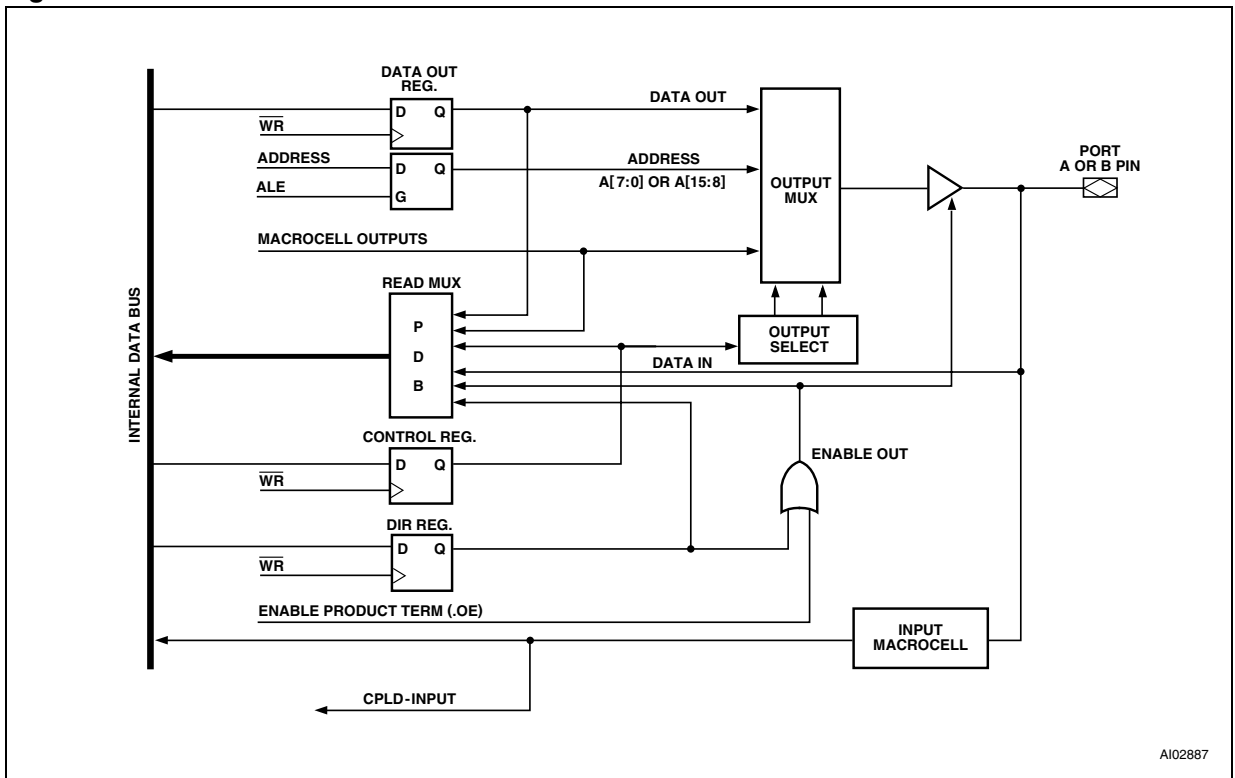 DATA OUT
REG.
D Q
WR
DATA OUT
ADDRESS
D Q
ALE
G
ADDRESS
A[7:0] OR A[15:8]
OUTPUT
MUX
PORT
A OR B PIN
MACROCELL OUTPUTS
READ MUX
P
D
B
OUTPUT
SELECT
DATA IN
INTERNAL DATA BUS
CONTROL REG.
D Q
WR
ENABLE OUT
DIR REG.
D Q
WR
ENABLE PRODUCT TERM (.OE)
INPUT
MACROCELL
CPLD-INPUT
AI02887